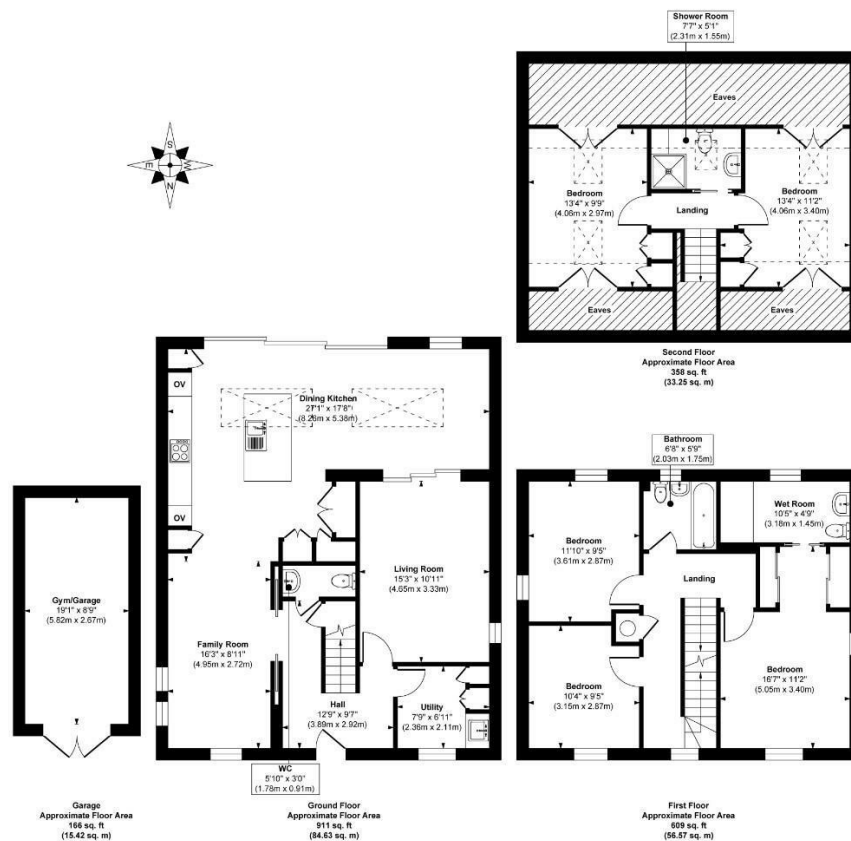 Shower Room
7'7" x 5'1"
(2.31m x 1.55m)
Eaves
Bedroom
13'4" x 9'9"
(4.06m x 2.97m)
Landing
Bedroom
13'4" x 11'2"
(4.06m x 3.40m)
Eaves
Eaves
Second Floor
Approximate Floor Area
358 sq. ft
(33.25 sq. m)
S
E
W
N
OV
Dining Kitchen
27'1" x 17'8"
(8.26m x 5.38m)
OV
Living Room
15'3" x 10'11"
(4.65m x 3.33m)
Family Room
16'3" x 8'11"
(4.95m x 2.72m)
Hall
12'9" x 9'7"
(3.89m x 2.92m)
Utility
7'9" x 6'11"
(2.36m x 2.11m)
WC
5'10" x 3'0"
(1.78m x 0.91m)
Gym/Garage
19'1" x 8'9"
(5.82m x 2.67m)
Bathroom
6'8" x 5'9"
(2.03m x 1.75m)
Wet Room
10'5" x 4'9"
(3.18m x 1.45m)
Bedroom
11'10" x 9'5"
(3.61m x 2.87m)
Landing
Bedroom
10'4" x 9'5"
(3.15m x 2.87m)
Bedroom
16'7" x 11'2"
(5.05m x 3.40m)
Garage
Approximate Floor Area
166 sq. ft
(15.42 sq. m)
Ground Floor
Approximate Floor Area
911 sq. ft
(84.63 sq. m)
First Floor
Approximate Floor Area
609 sq. ft
(56.57 sq. m)